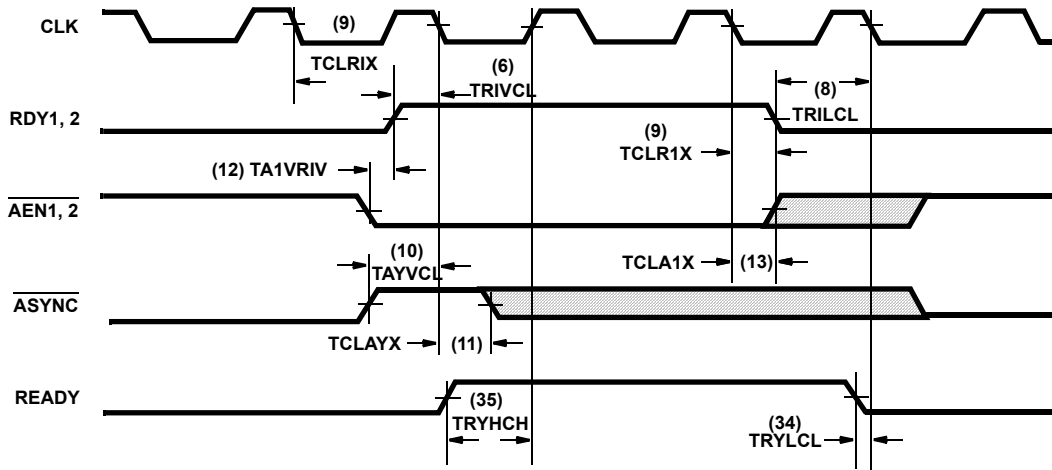 CLK
(9)
TCLRIX
(6)
TRIVCL
(8)
TRILCL
RDY1, 2
(9)
TCLR1X
(12) TA1VRIV
AEN1, 2
(10)
TAYVCL
TCLA1X (13)
ASYNC
TCLAYX (11)
READY
(35)
TRYHCH
(34)
TRYLCL